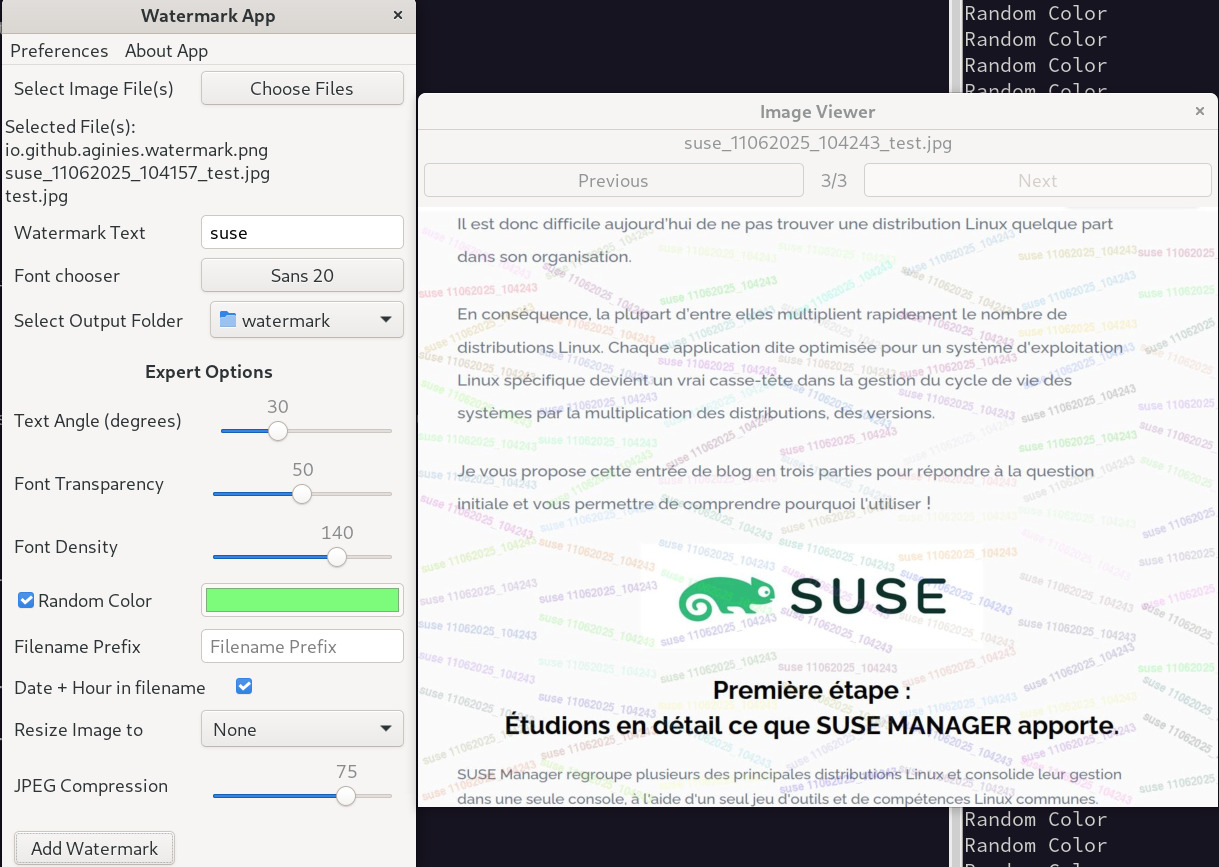 Watermark App
×
Preferences About App
Select Image File(s) Choose Files
Selected File(s):
io.github.aginies.watermark.png
suse_11062025_104157_test.jpg
test.jpg
Watermark Text suse
Font chooser Sans 20
Select Output Folder watermark
Expert Options
30
Text Angle (degrees)
50
Font Transparency
140
Font Density
Random Color
Filename Prefix Filename Prefix
Date + Hour in filename
Resize Image to None
75
JPEG Compression
Add Watermark
Random Color
Random Color
Random Color
Random Color
Image Viewer
×
suse_11062025_104243_test.jpg
Previous 3/3 Next
Il est donc difficile aujourd'hui de ne pas trouver une distribution Linux quelque part
dans son organisation.
En conséquence, la plupart d'entre elles multiplient rapidement le nombre de
distributions Linux. Chaque application dite optimisée pour un système d'exploitation
Linux spécifique devient un vrai casse-tête dans la gestion du cycle de vie des
systèmes par la multiplication des distributions, des versions.
Je vous propose cette entrée de blog en trois parties pour répondre à la question
initiale et vous permettre de comprendre pourquoi l'utiliser !
SUSE
Première étape :
Étudions en détail ce que SUSE MANAGER apporte.
SUSE Manager regroupe plusieurs des principales distributions Linux et consolide leur gestion
dans une seule console, à l'aide d'un seul jeu d'outils et de compétences Linux communes.
suse 11062025_104243
Random Color
Random Color